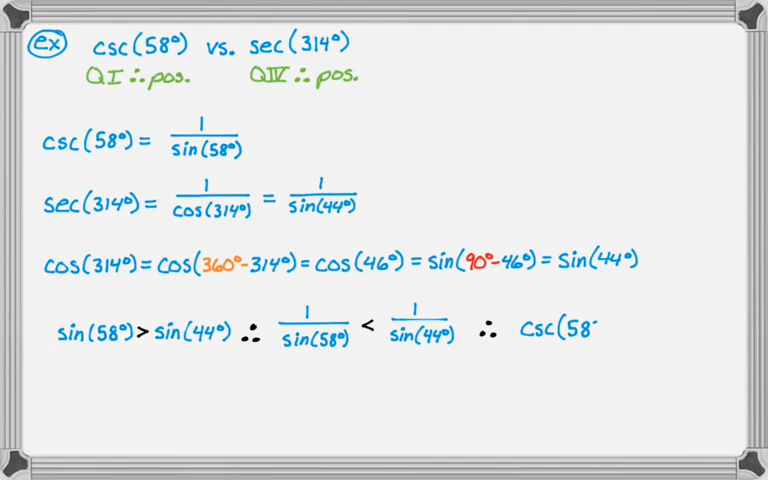 ex csc(58°) vs. sec(314°)
QI ∴ pos. QIV ∴ pos.
csc(58°) = 1/sin(58°)
sec(314°) = 1/cos(314°) = 1/sin(44°)
cos(314°) = cos(360° - 314°) = cos(46°) = sin(90° - 46°) = sin(44°)
sin(58°) > sin(44°) ∴ 1/sin(58°) < 1/sin(44°) ∴ csc(58